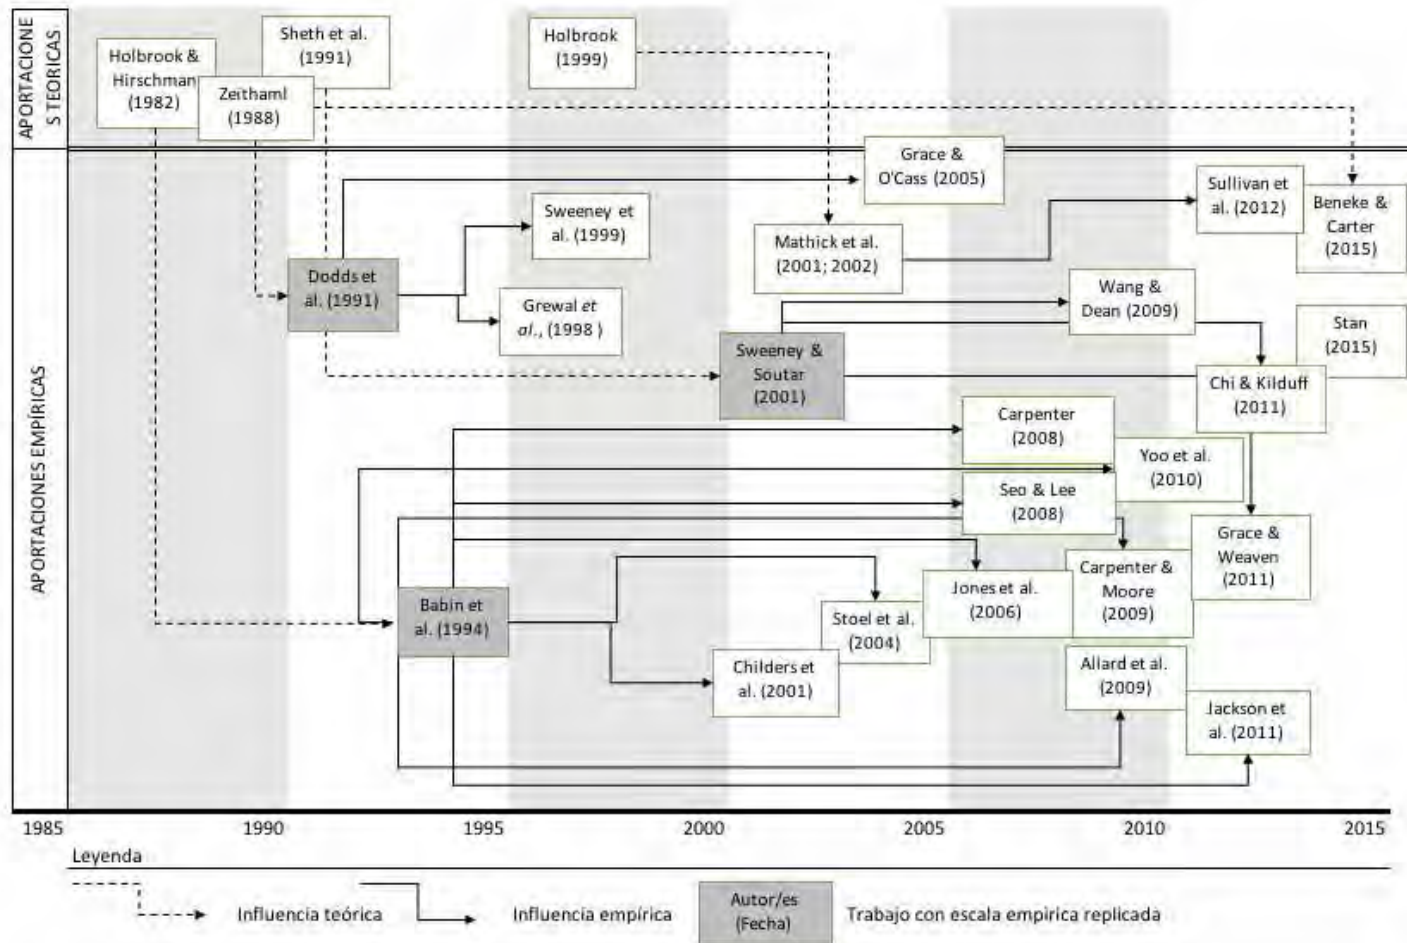 APORTACIONE
S TEORICAS
Holbrook &
Hirschman
(1982)
Zeithaml
(1988)
Sheth et al.
(1991)
Holbrook
(1999)
APORTACIONES EMPÍRICAS
Grace &
O'Cass (2005)
Sullivan et
al. (2012)
Beneke &
Carter
(2015)
Sweeney et
al. (1999)
Mathick et al.
(2001; 2002)
Dodds et
al. (1991)
Grewal et
al., (1998 )
Wang &
Dean (2009)
Stan
(2015)
Sweeney &
Soutar
(2001)
Chi & Kilduff
(2011)
Carpenter
(2008)
Yoo et al.
(2010)
Seo & Lee
(2008)
Grace &
Weaven
(2011)
Carpenter &
Moore
(2009)
Jones et al.
(2006)
Babin et
al. (1994)
Stoel et al.
(2004)
Childers et
al. (2001)
Allard et al.
(2009)
Jackson et
al. (2011)
1985 1990 1995 2000 2005 2010 2015
Leyenda
Influencia teórica
Influencia empírica
Autor/es
(Fecha)
Trabajo con escala empírica replicada